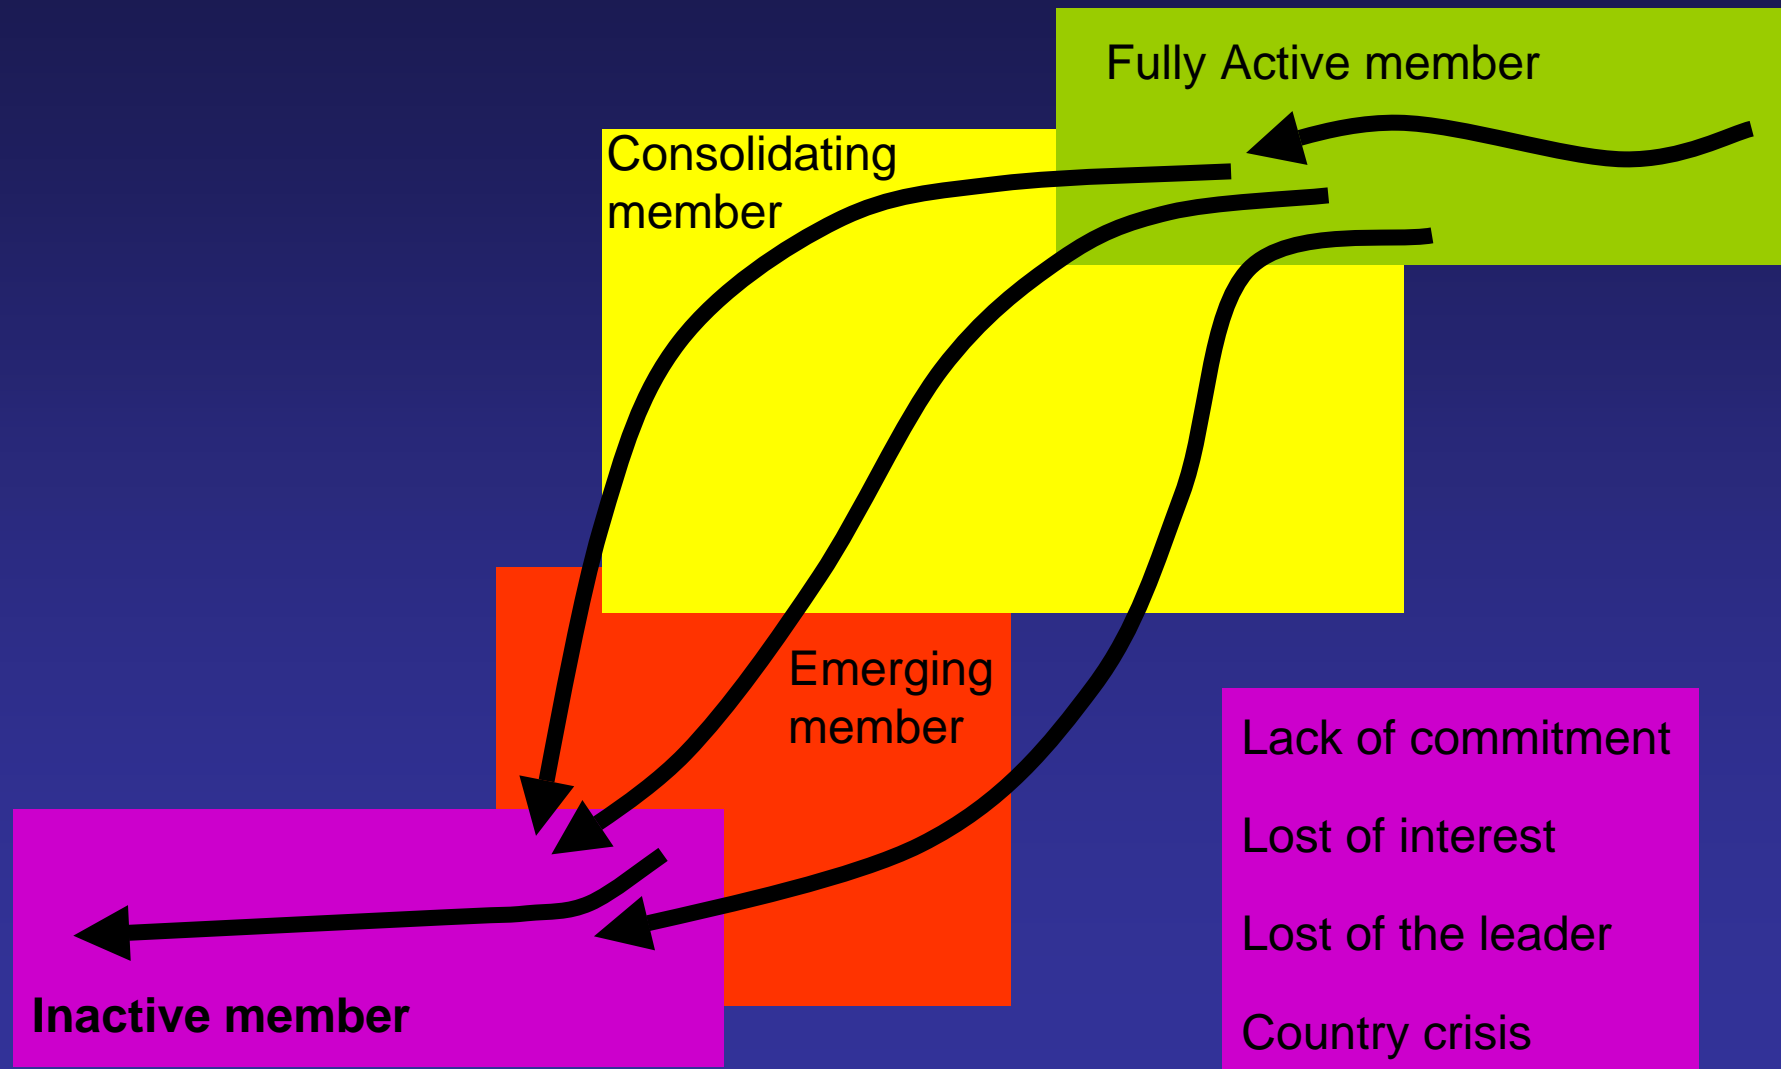 Fully Active member
Consolidating
member
Emerging
member
Lack of commitment
Lost of interest
Lost of the leader
Country crisis
Inactive member